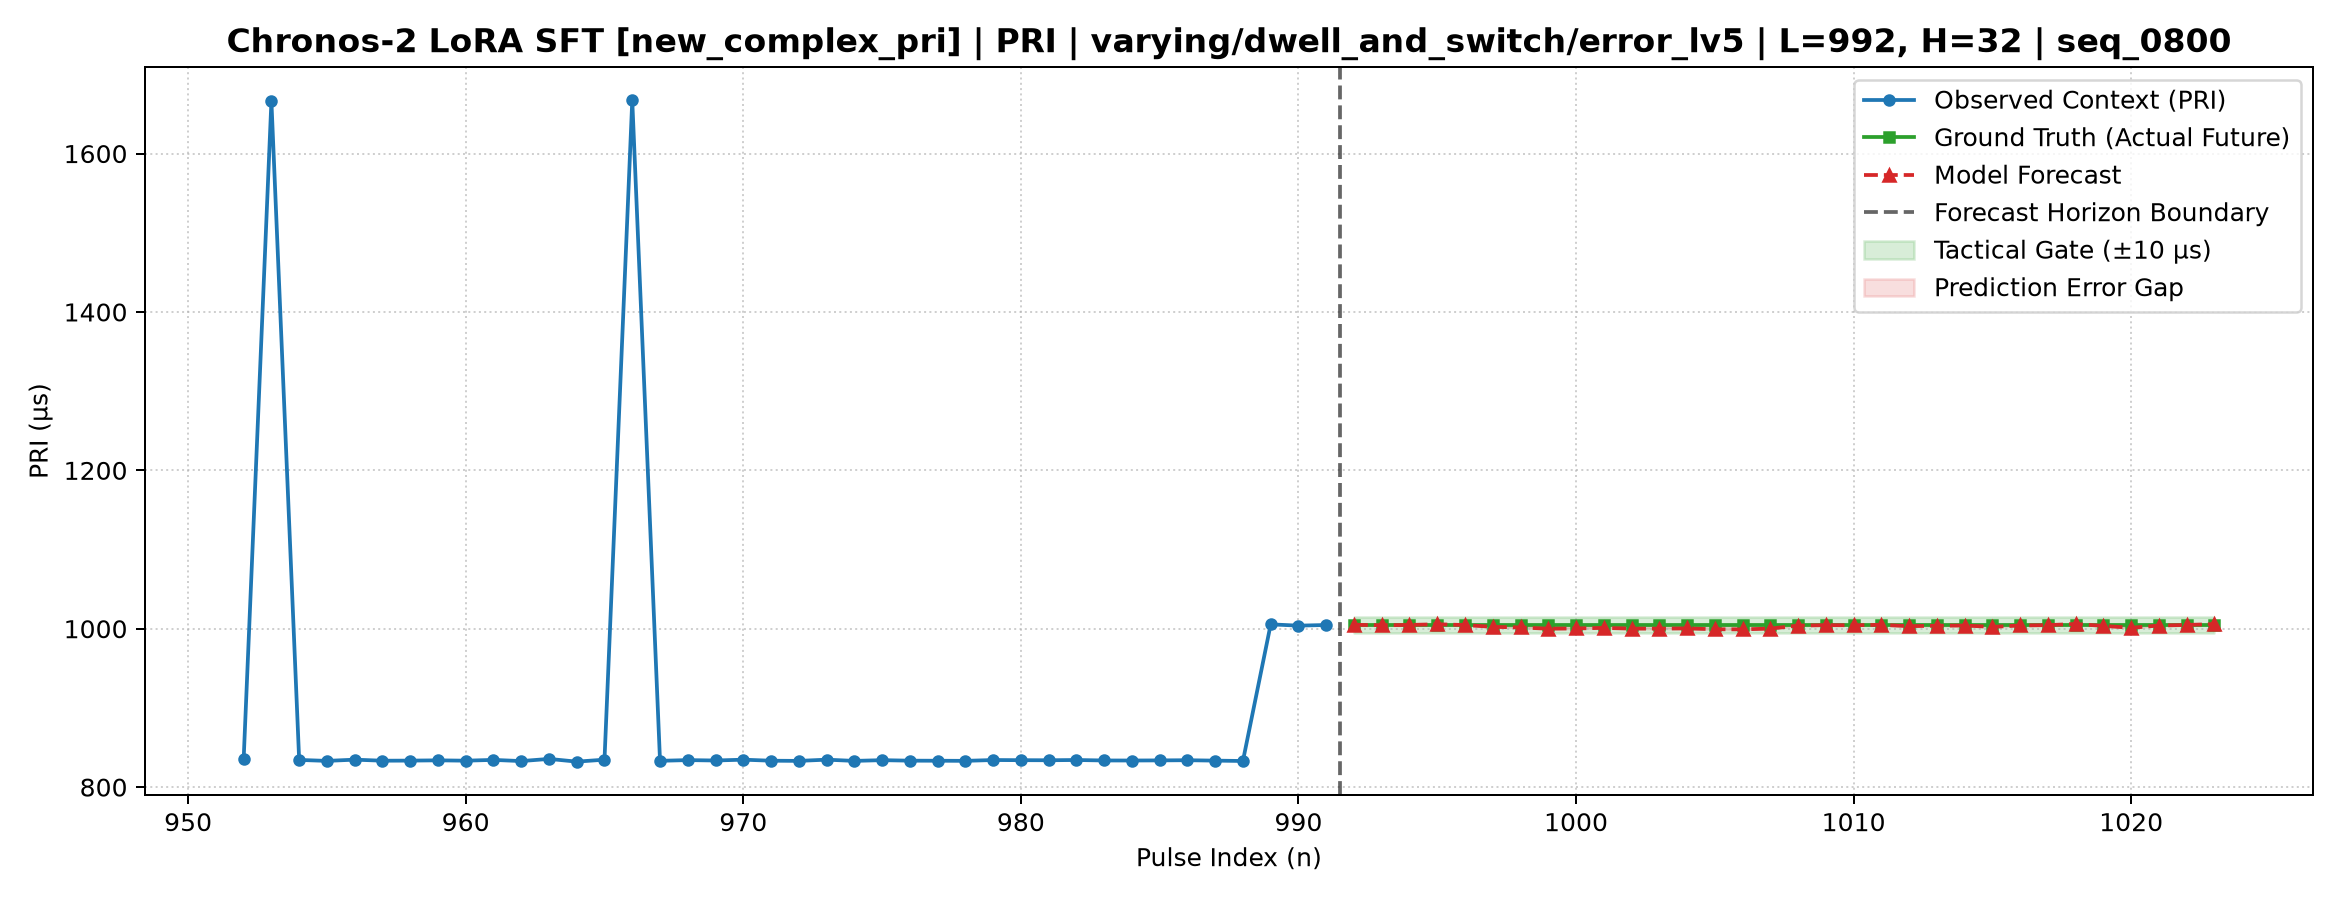 Chronos-2 LoRA SFT [new_complex_pri] | PRI | varying/dwell_and_switch/error_lv5 | L=992, H=32 | seq_0800
Observed Context (PRI)
Ground Truth (Actual Future)
Model Forecast
Forecast Horizon Boundary
Tactical Gate (±10 µs)
Prediction Error Gap
PRI (µs)
1600
1400
1200
1000
800
950 960 970 980 990 1000 1010 1020
Pulse Index (n)